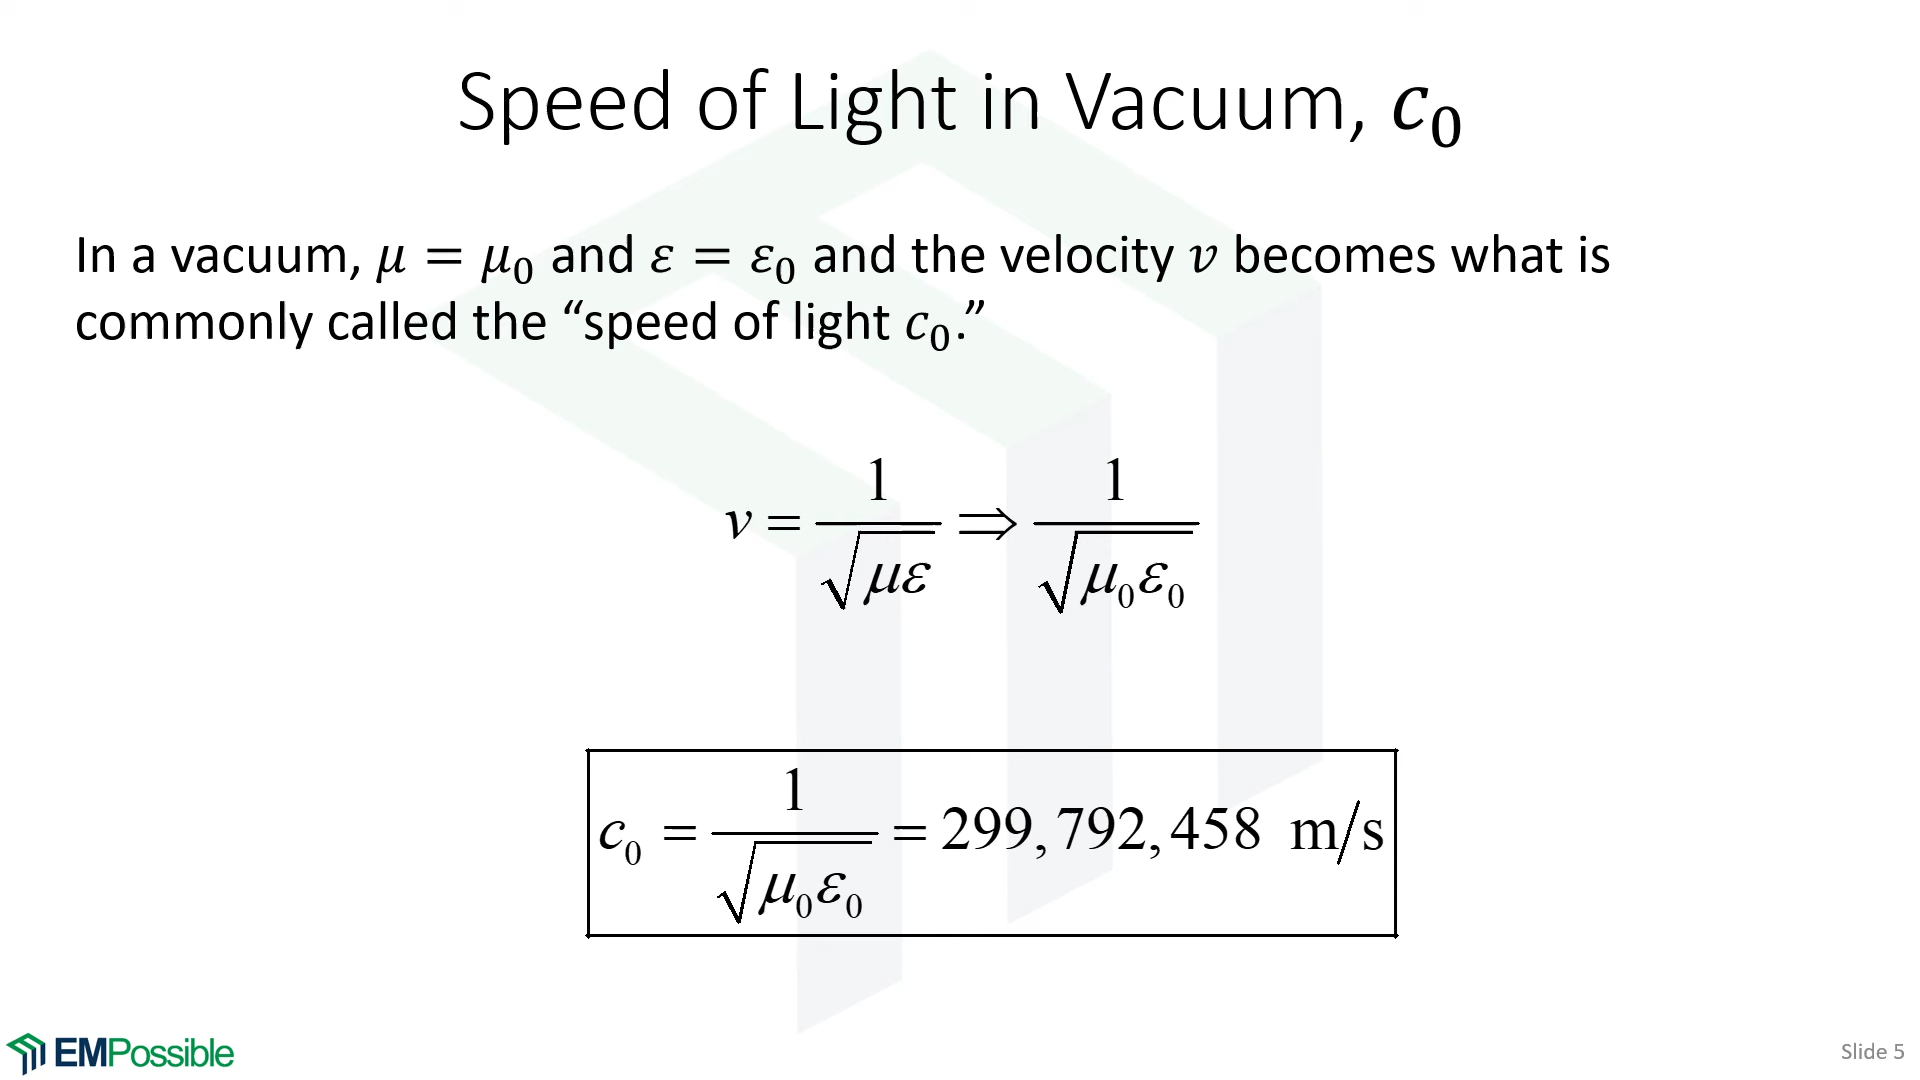 Speed of Light in Vacuum, c₀
In a vacuum, μ = μ₀ and ε = ε₀ and the velocity v becomes what is
commonly called the “speed of light c₀.”
v = 1/√(με) ⇒ 1/√(μ₀ε₀)
c₀ = 1/√(μ₀ε₀) = 299,792,458 m/s
EMPossible
Slide 5